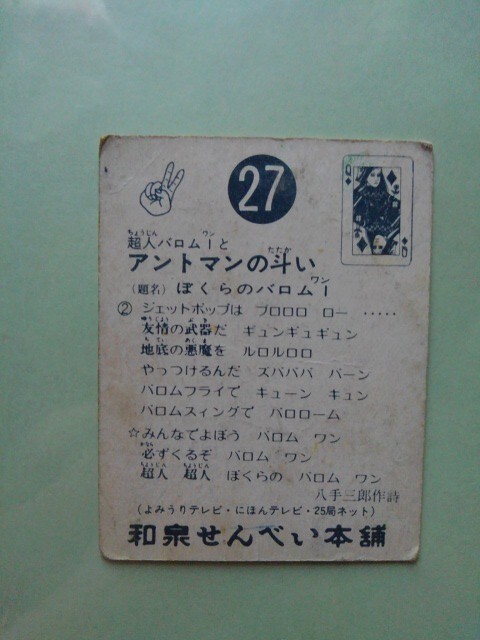 27
Q
超人バロム1と
アントマンの斗い
(題名) ぼくらのバロム1
② ジェットポップは ブロロロ ロー ‥‥‥
友情の武器だ ギュンギュギュン
地底の悪魔を ルロルロロ
やっつけるんだ ズババババ バーン
バロムフライで キューン キュン
バロムスィングで バロローム
☆みんなでよぼう バロム ワン
必ずくるぞ バロム ワン
超人 超人 ぼくらの バロム ワン
八手三郎作詩
(よみうりテレビ・にほんテレビ・25局ネット)
和泉せんべい本舗